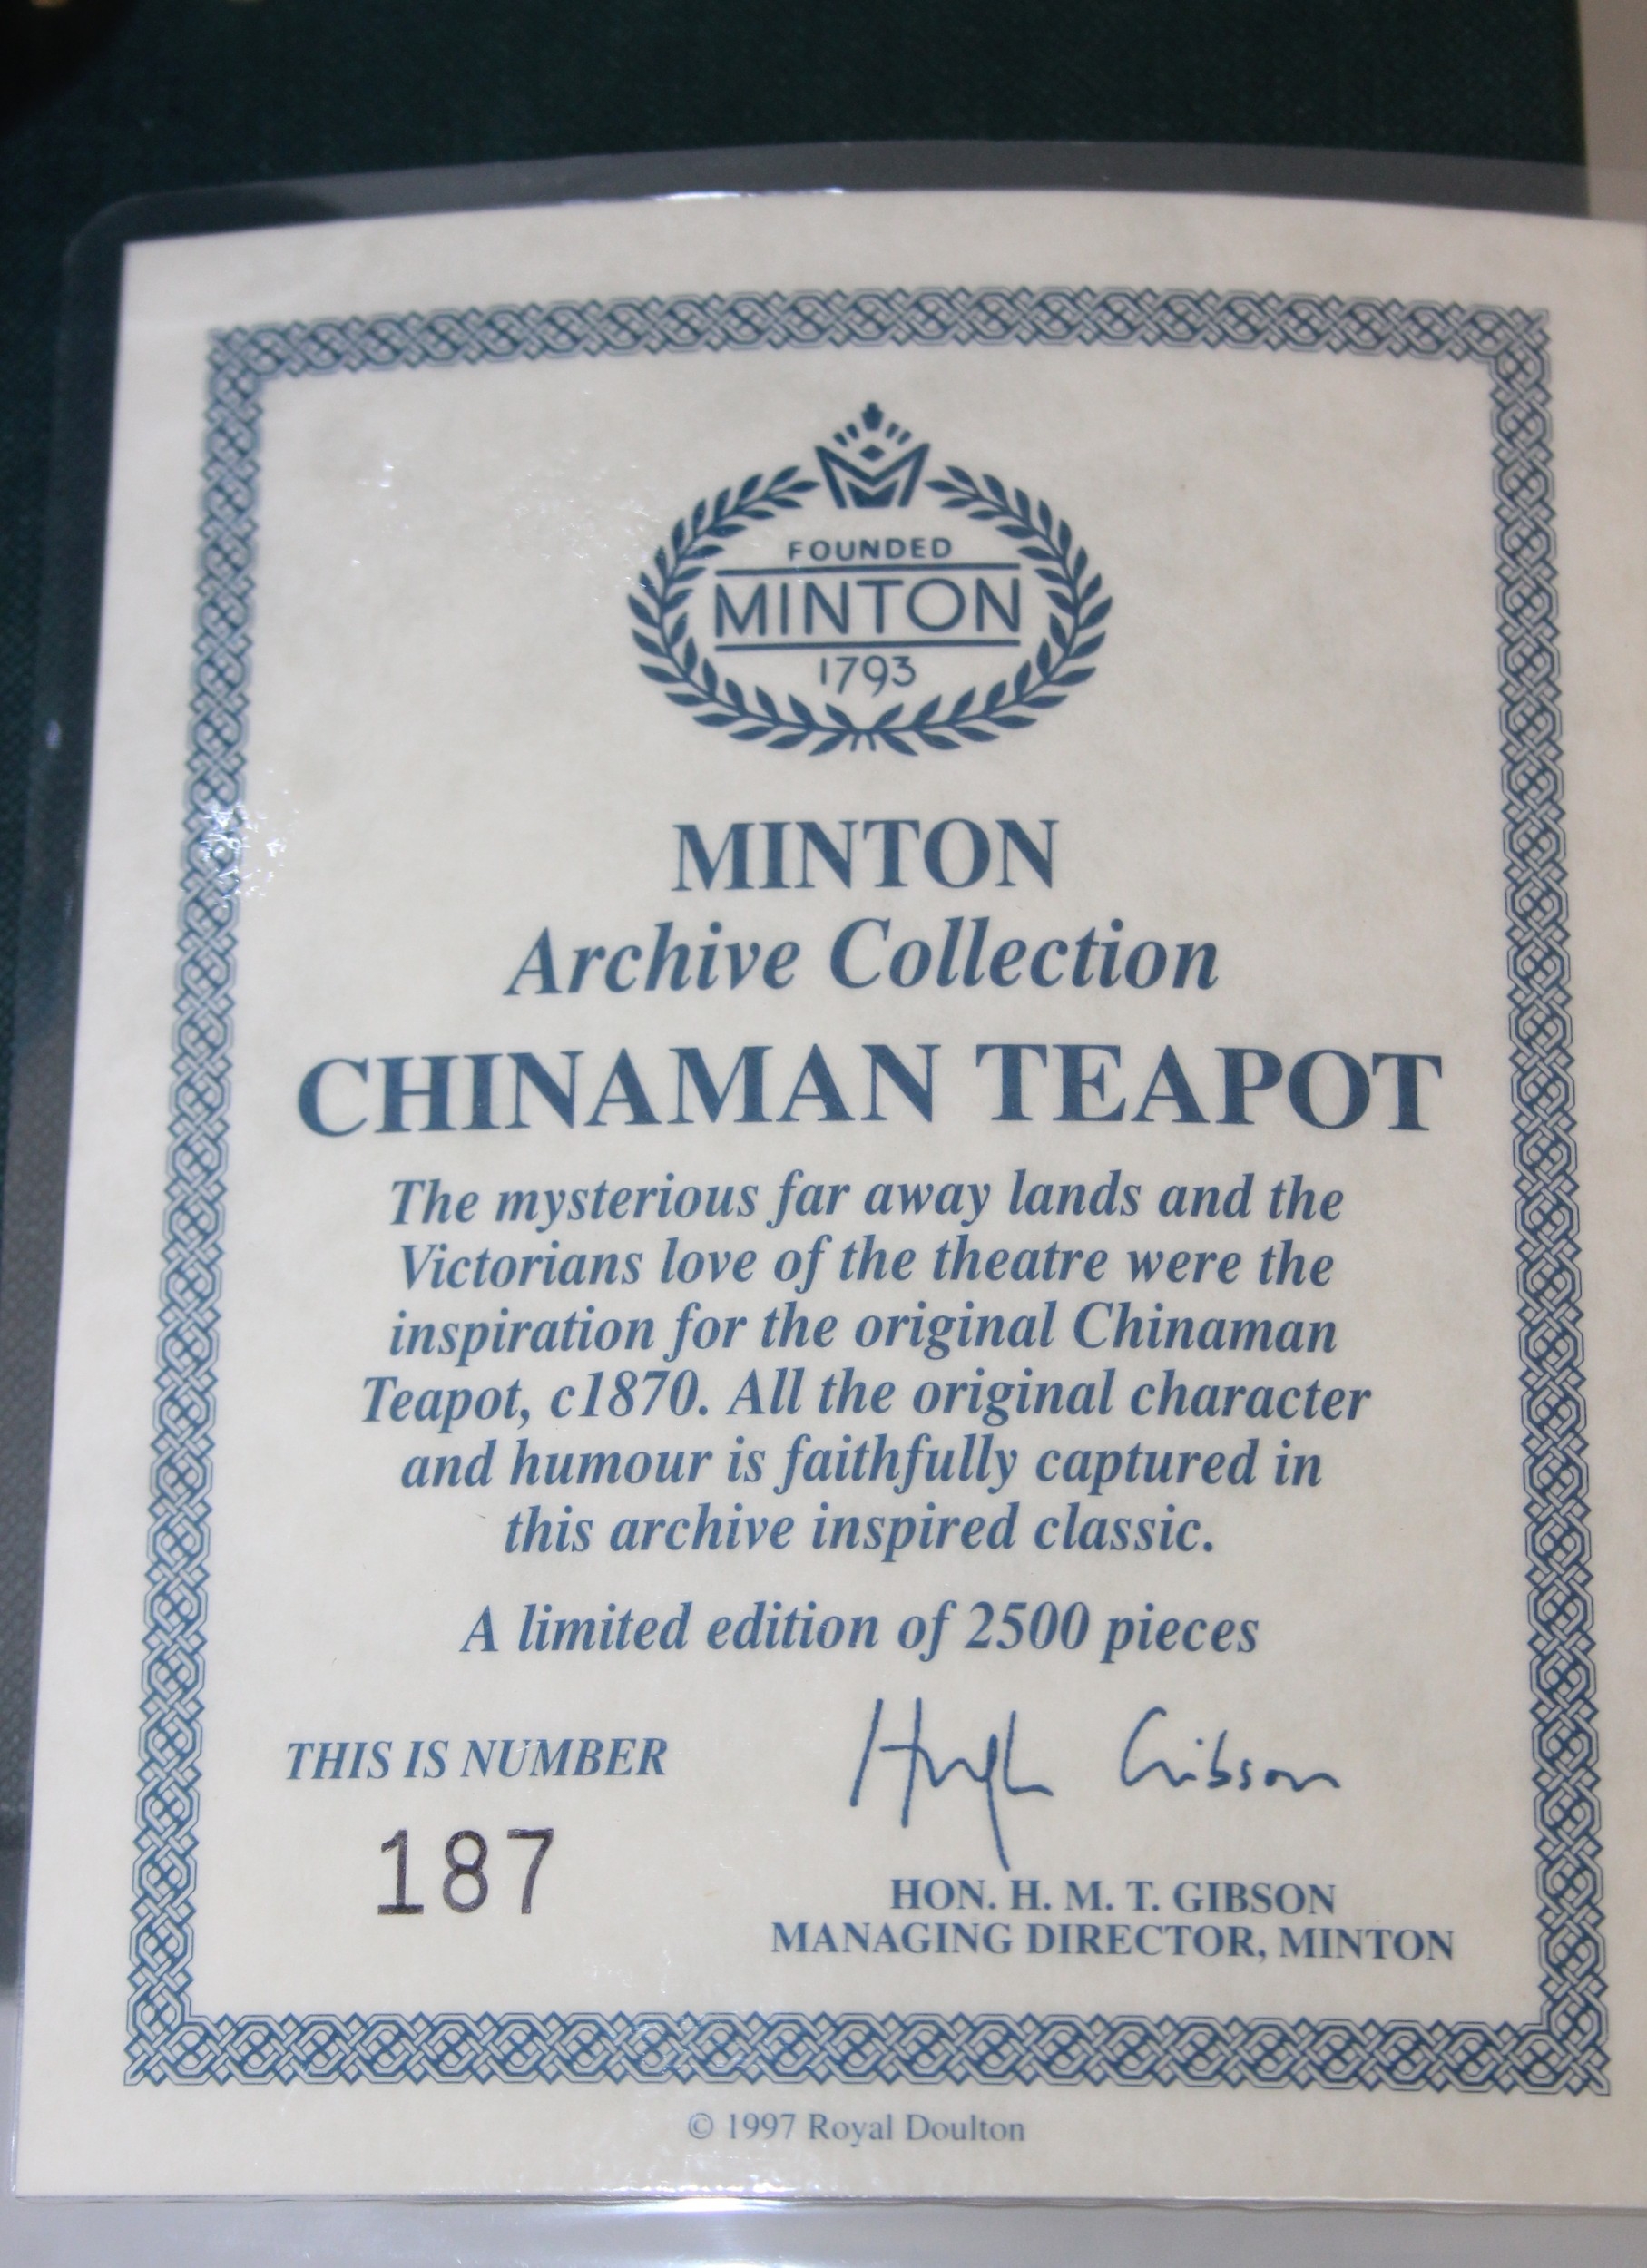 FOUNDED
MINTON
1793
MINTON
Archive Collection
CHINAMAN TEAPOT
The mysterious far away lands and the
Victorians love of the theatre were the
inspiration for the original Chinaman
Teapot, c1870. All the original character
and humour is faithfully captured in
this archive inspired classic.
A limited edition of 2500 pieces
THIS IS NUMBER
187
Hugh Gibson
HON. H. M. T. GIBSON
MANAGING DIRECTOR, MINTON
© 1997 Royal Doulton